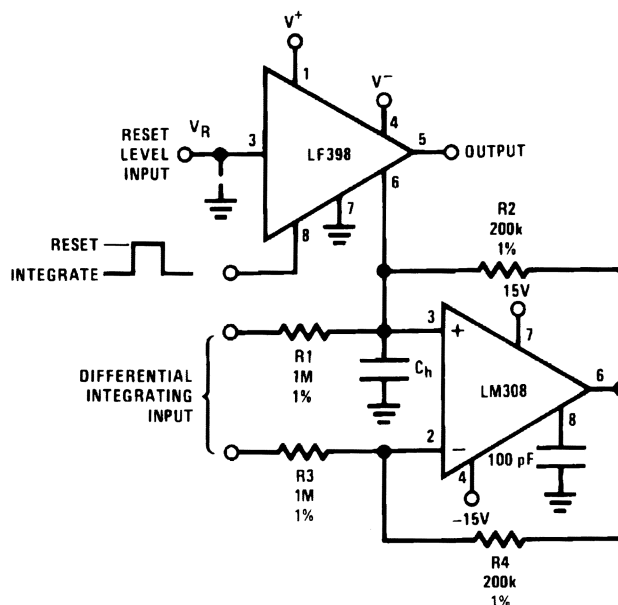 V+
1
V−
4
RESET
LEVEL
INPUT
VR
3
LF398
5
OUTPUT
6
7
8
RESET
INTEGRATE
R2
200k
1%
15V
7
3
+
R1
1M
1%
Ch
LM308
6
DIFFERENTIAL
INTEGRATING
INPUT
2
−
8
100 pF
4
−15V
R3
1M
1%
R4
200k
1%